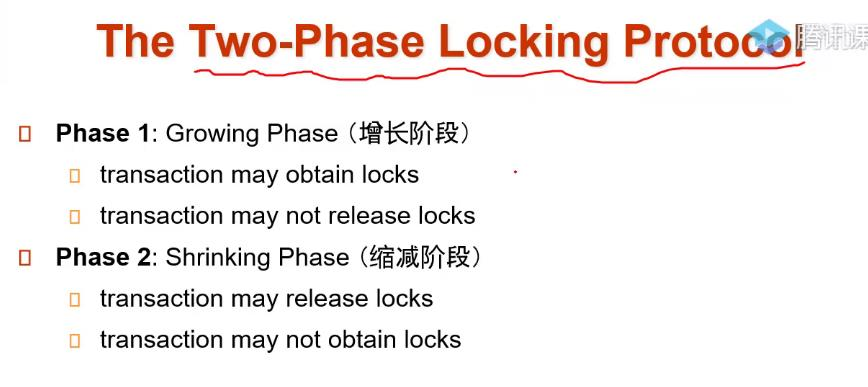 The Two-Phase Locking Protocol
腾讯课
Phase 1: Growing Phase（增长阶段）
transaction may obtain locks
transaction may not release locks
Phase 2: Shrinking Phase（缩减阶段）
transaction may release locks
transaction may not obtain locks